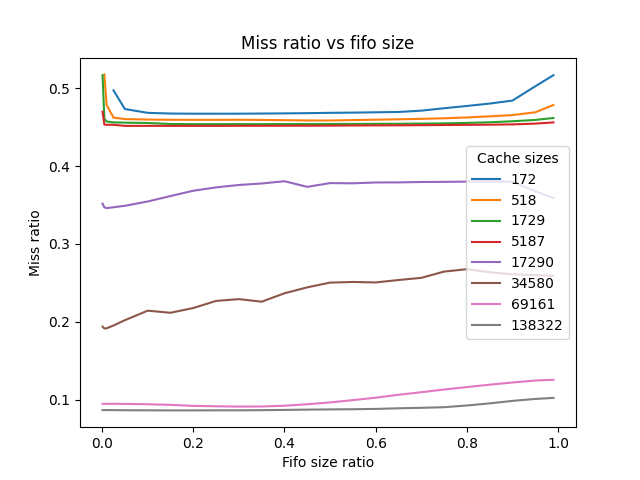 Miss ratio vs fifo size
0.5
0.4
0.3
0.2
0.1
Miss ratio
Cache sizes
172
518
1729
5187
17290
34580
69161
138322
0.0 0.2 0.4 0.6 0.8 1.0
Fifo size ratio